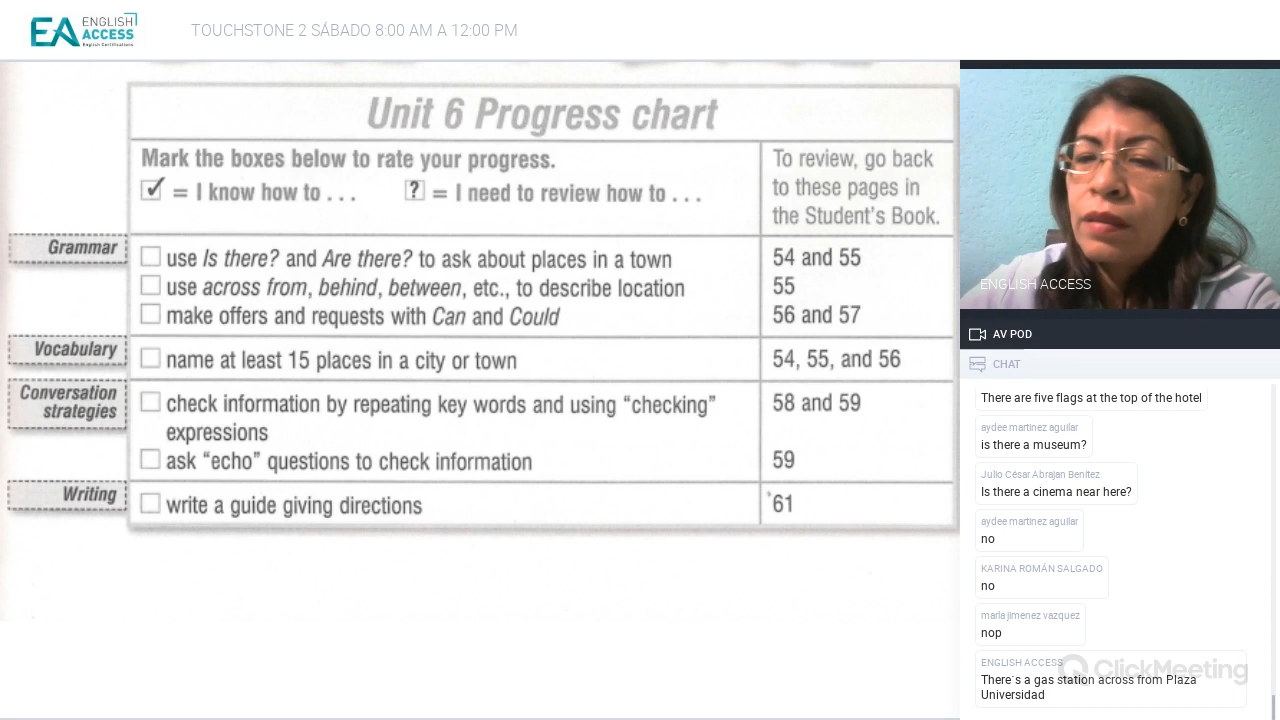 EA ENGLISH ACCESS
English Certifications
TOUCHSTONE 2 SÁBADO 8:00 AM A 12:00 PM
Unit 6 Progress chart
Mark the boxes below to rate your progress.
✓ = I know how to . . .
? = I need to review how to . . .
To review, go back
to these pages in
the Student's Book.
Grammar
use Is there? and Are there? to ask about places in a town
54 and 55
use across from, behind, between, etc., to describe location
55
make offers and requests with Can and Could
56 and 57
Vocabulary
name at least 15 places in a city or town
54, 55, and 56
Conversation
strategies
check information by repeating key words and using "checking"
expressions
58 and 59
ask "echo" questions to check information
59
Writing
write a guide giving directions
61
ENGLISH ACCESS
AV POD
CHAT
There are five flags at the top of the hotel
aydee martinez aguilar
is there a museum?
Julio César Abrajan Benítez
Is there a cinema near here?
aydee martinez aguilar
no
KARINA ROMÁN SALGADO
no
marla jimenez vazquez
nop
ENGLISH ACCESS
There´s a gas station across from Plaza
Universidad
ClickMeeting